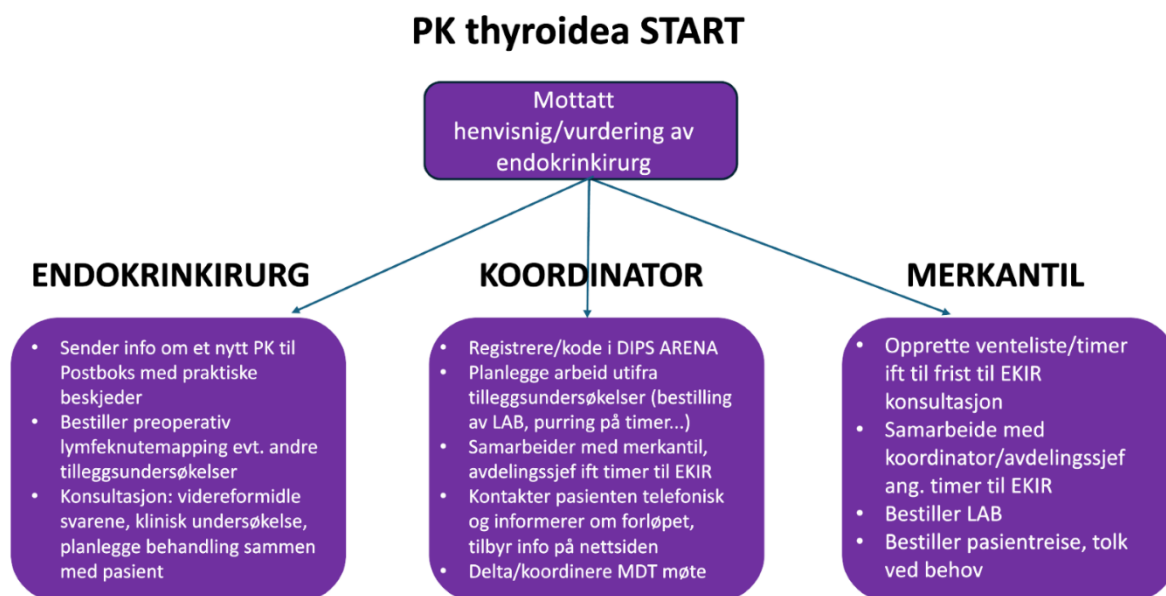 PK thyroidea START
Mottatt
henvisnig/vurdering av
endokrinkirurg
ENDOKRINKIRURG
• Sender info om et nytt PK til
Postboks med praktiske
beskjeder
• Bestiller preoperativ
lymfeknutemapping evt. andre
tilleggsundersøkelser
• Konsultasjon: videreformidle
svarene, klinisk undersøkelse,
planlegge behandling sammen
med pasient
KOORDINATOR
• Registrere/kode i DIPS ARENA
• Planlegge arbeid utifra
tilleggsundersøkelser (bestilling
av LAB, purring på timer...)
• Samarbeider med merkantil,
avdelingssjef ift timer til EKIR
• Kontakter pasienten telefonisk
og informerer om forløpet,
tilbyr info på nettsiden
• Delta/koordinere MDT møte
MERKANTIL
• Opprette venteliste/timer
ift til frist til EKIR
konsultasjon
• Samarbeide med
koordinator/avdelingssjef
ang. timer til EKIR
• Bestiller LAB
• Bestiller pasientreise, tolk
ved behov